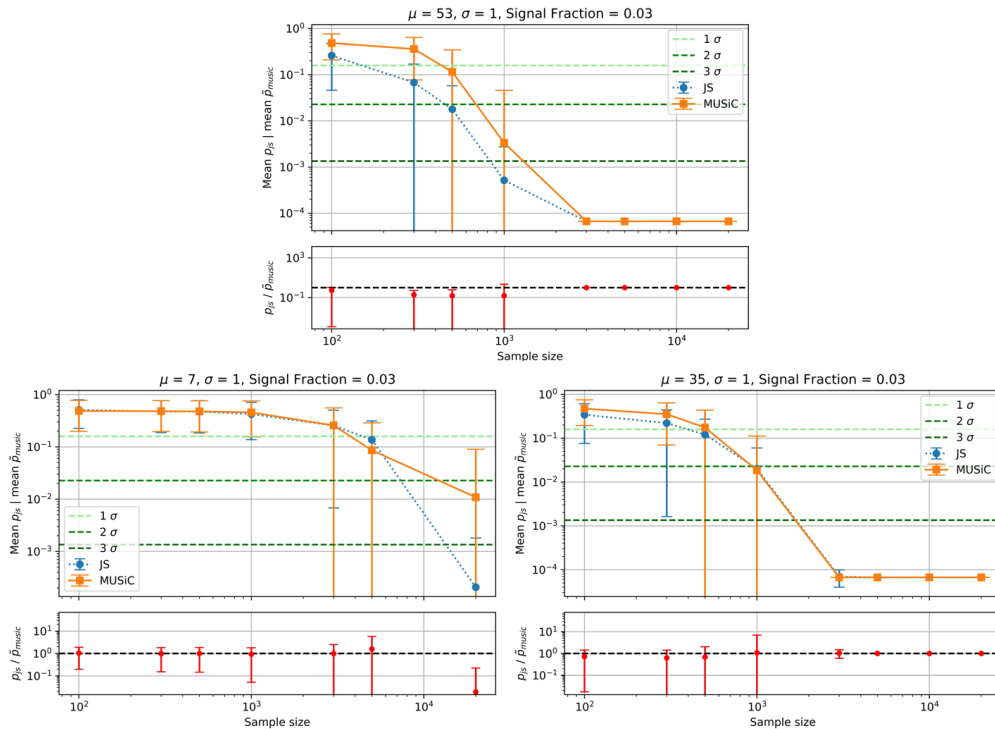 μ = 53, σ = 1, Signal Fraction = 0.03
10⁰
10⁻¹
10⁻²
10⁻³
10⁻⁴
Mean p_JS | mean p̃_music
1 σ
2 σ
3 σ
JS
MUSiC
10³
10⁻¹
p_JS / p̃_music
10² 10³ 10⁴
Sample size
μ = 7, σ = 1, Signal Fraction = 0.03
10⁰
10⁻¹
10⁻²
10⁻³
Mean p_JS | mean p̃_music
1 σ
2 σ
3 σ
JS
MUSiC
10¹
10⁰
10⁻¹
p_JS / p̃_music
10² 10³ 10⁴
Sample size
μ = 35, σ = 1, Signal Fraction = 0.03
10⁰
10⁻¹
10⁻²
10⁻³
10⁻⁴
Mean p_JS | mean p̃_music
1 σ
2 σ
3 σ
JS
MUSiC
10¹
10⁰
10⁻¹
p_JS / p̃_music
10² 10³ 10⁴
Sample size